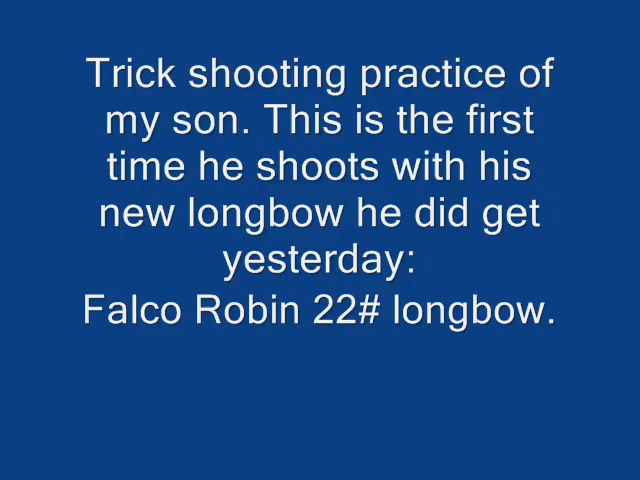 Trick shooting practice of
my son. This is the first
time he shoots with his
new longbow he did get
yesterday:
Falco Robin 22# longbow.